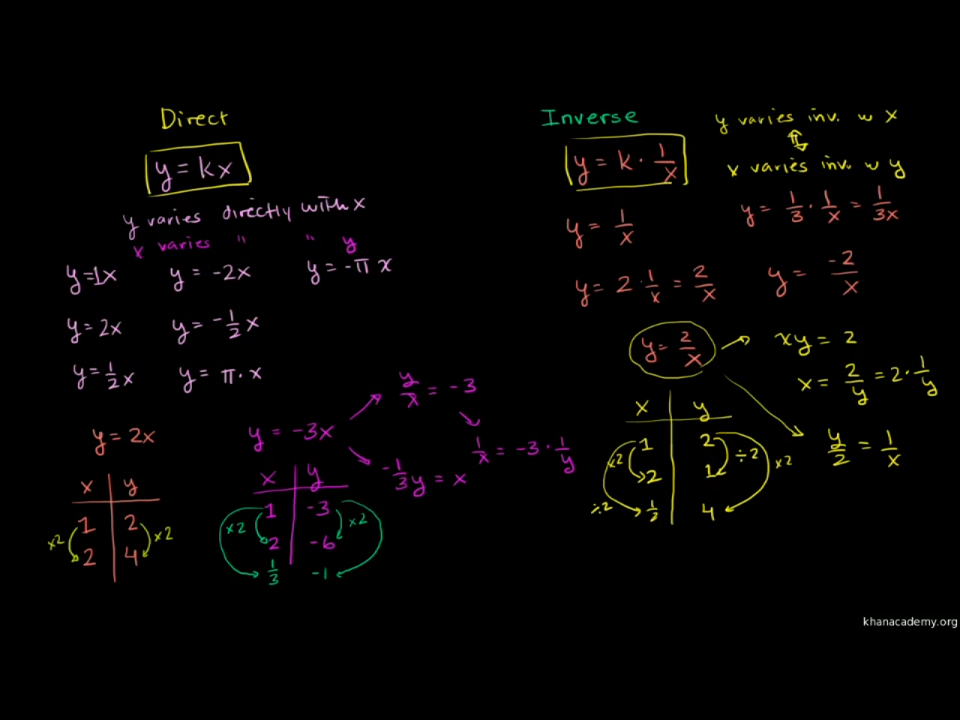 Direct
y = kx
y varies directly with x
x varies " " y
y=1x y = -2x y = -π x
y = 2x y = -1/2 x
y = 1/2 x y = π · x
y = 2x
x y
1 2
2 4
x2 x2
y = -3x
y/x = -3
1/x = -3 · 1/y
-1/3 y = x
x y
1 -3
2 -6
1/3 -1
x2 x2
Inverse
y = k · 1/x
y varies inv. w x
x varies inv. w y
y = 1/x
y = 1/3 · 1/x = 1/3x
y = 2 · 1/x = 2/x
y = -2/x
y = 2/x
xy = 2
x = 2/y = 2 · 1/y
y/2 = 1/x
x y
1 2
2 1
1/2 4
x2 ÷2 x2
÷2
khanacademy.org